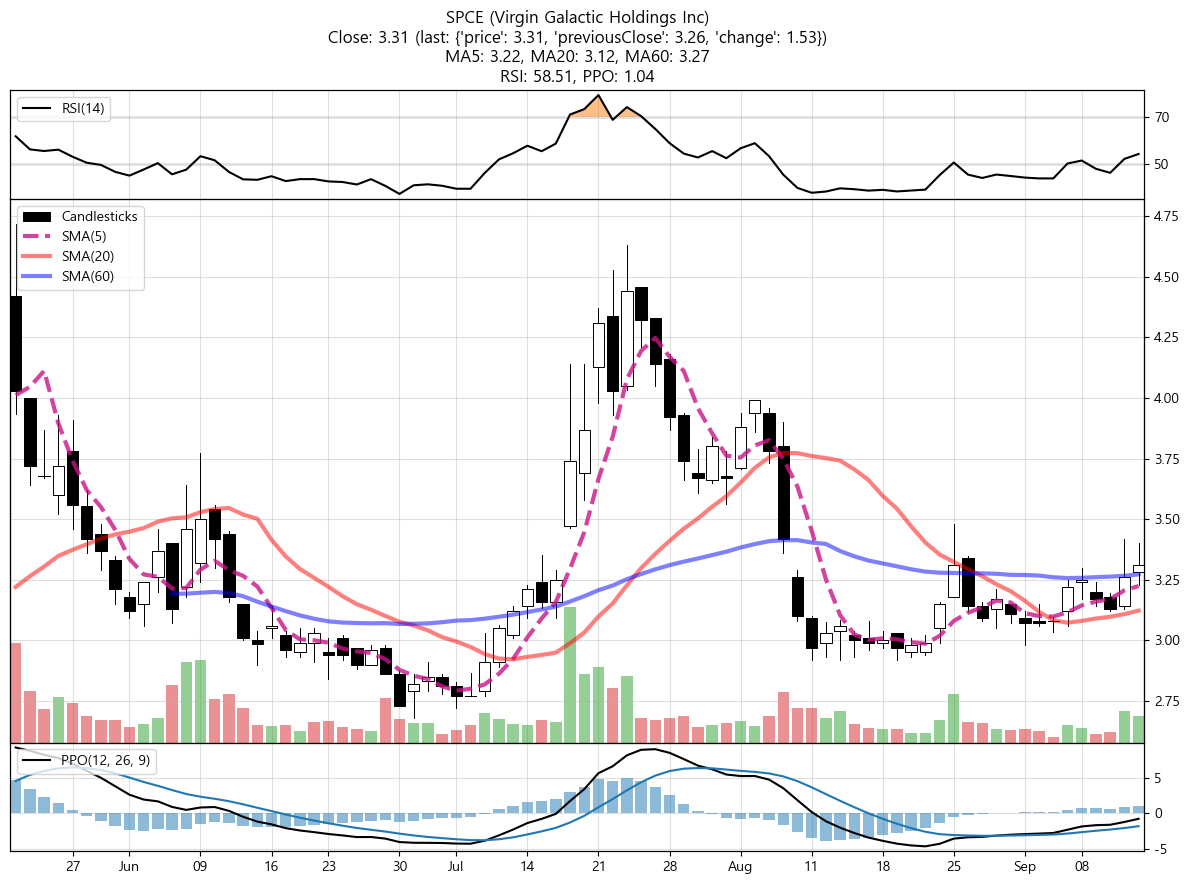 SPCE (Virgin Galactic Holdings Inc)
Close: 3.31 (last: {'price': 3.31, 'previousClose': 3.26, 'change': 1.53})
MA5: 3.22, MA20: 3.12, MA60: 3.27
RSI: 58.51, PPO: 1.04
RSI(14)
70
50
Candlesticks
SMA(5)
SMA(20)
SMA(60)
4.75
4.50
4.25
4.00
3.75
3.50
3.25
3.00
2.75
PPO(12, 26, 9)
5
0
−5
27 Jun 09 16 23 30 Jul 14 21 28 Aug 11 18 25 Sep 08